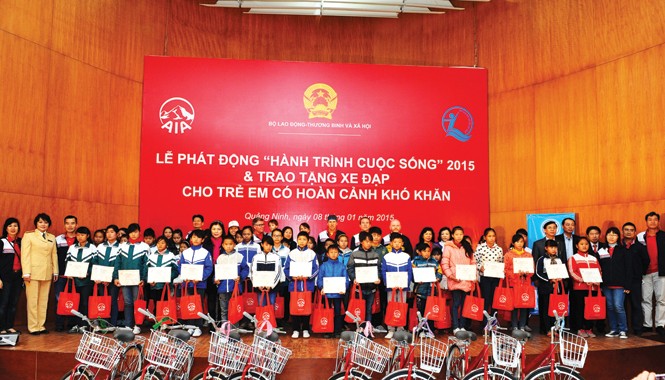 AIA
BỘ LAO ĐỘNG-THƯƠNG BINH VÀ XÃ HỘI
LỄ PHÁT ĐỘNG “HÀNH TRÌNH CUỘC SỐNG” 2015
& TRAO TẶNG XE ĐẠP
CHO TRẺ EM CÓ HOÀN CẢNH KHÓ KHĂN
Quảng Ninh, ngày 08 tháng 01 năm 2015